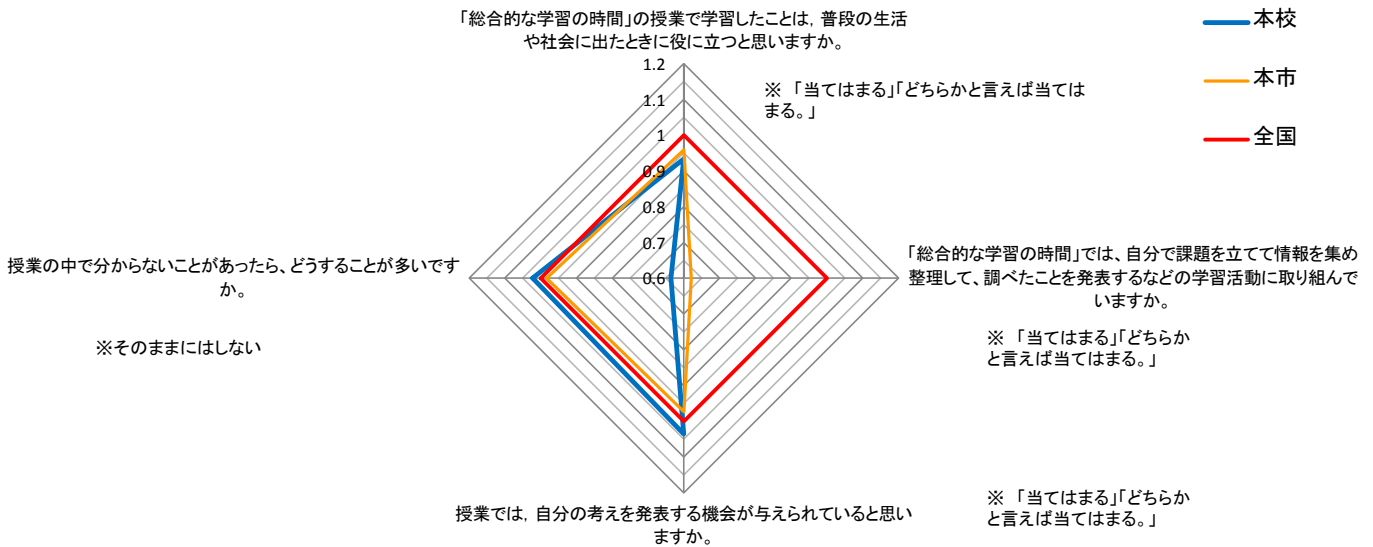 「総合的な学習の時間」の授業で学習したことは, 普段の生活
や社会に出たときに役に立つと思いますか。
※ 「当てはまる」「どちらかと言えば当ては
まる。」
本校
本市
全国
1.2
1.1
1
0.9
0.8
0.7
0.6
「総合的な学習の時間」では、自分で課題を立てて情報を集め
整理して、調べたことを発表するなどの学習活動に取り組んで
いますか。
※ 「当てはまる」「どちらか
と言えば当てはまる。」
授業の中で分からないことがあったら、どうすることが多いです
か。
※そのままにはしない
授業では, 自分の考えを発表する機会が与えられていると思い
ますか。
※ 「当てはまる」「どちらか
と言えば当てはまる。」